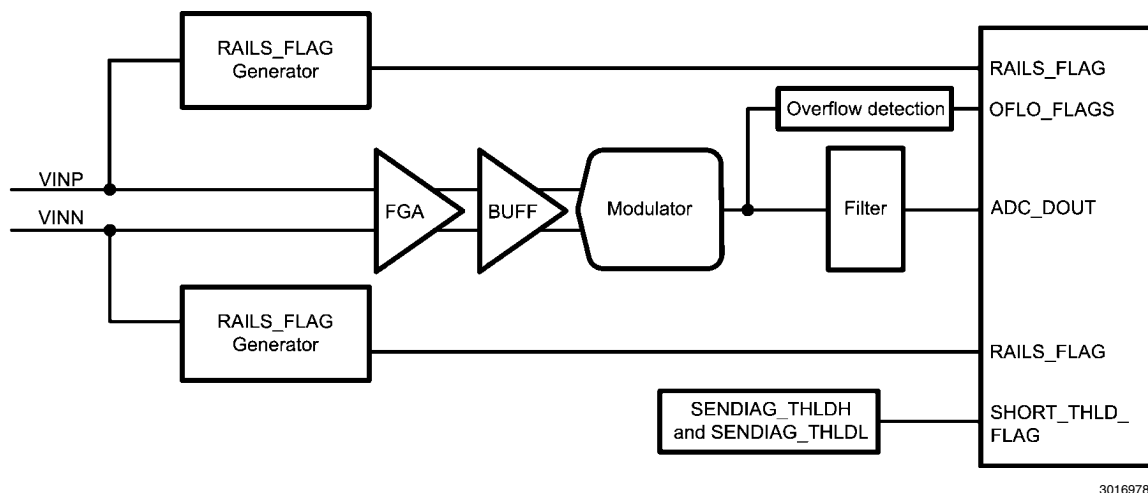 RAILS_FLAG
Generator
RAILS_FLAG
Overflow detection
OFLO_FLAGS
VINP
FGA
BUFF
Modulator
Filter
ADC_DOUT
VINN
RAILS_FLAG
Generator
RAILS_FLAG
SENDIAG_THLDH
and SENDIAG_THLDL
SHORT_THLD_
FLAG
3016978